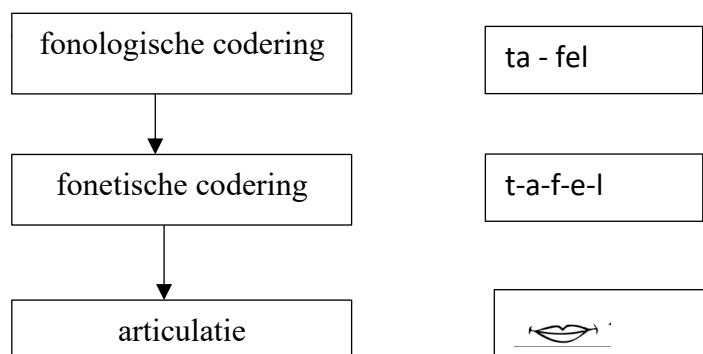 fonologische codering
ta - fel
fonetische codering
t-a-f-e-l
articulatie